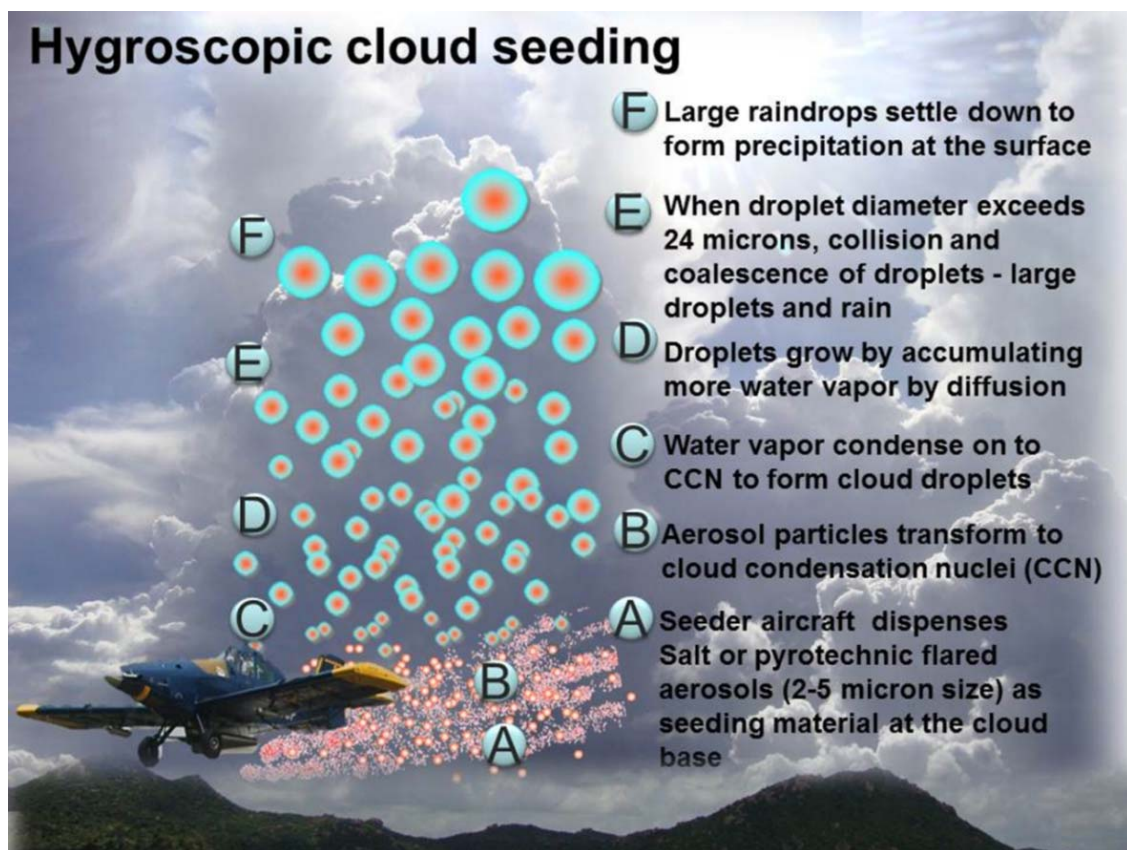 Hygroscopic cloud seeding
F Large raindrops settle down to
form precipitation at the surface
E When droplet diameter exceeds
24 microns, collision and
coalescence of droplets - large
droplets and rain
D Droplets grow by accumulating
more water vapor by diffusion
C Water vapor condense on to
CCN to form cloud droplets
B Aerosol particles transform to
cloud condensation nuclei (CCN)
A Seeder aircraft dispenses
Salt or pyrotechnic flared
aerosols (2-5 micron size) as
seeding material at the cloud
base
F
E
D
C
B
A